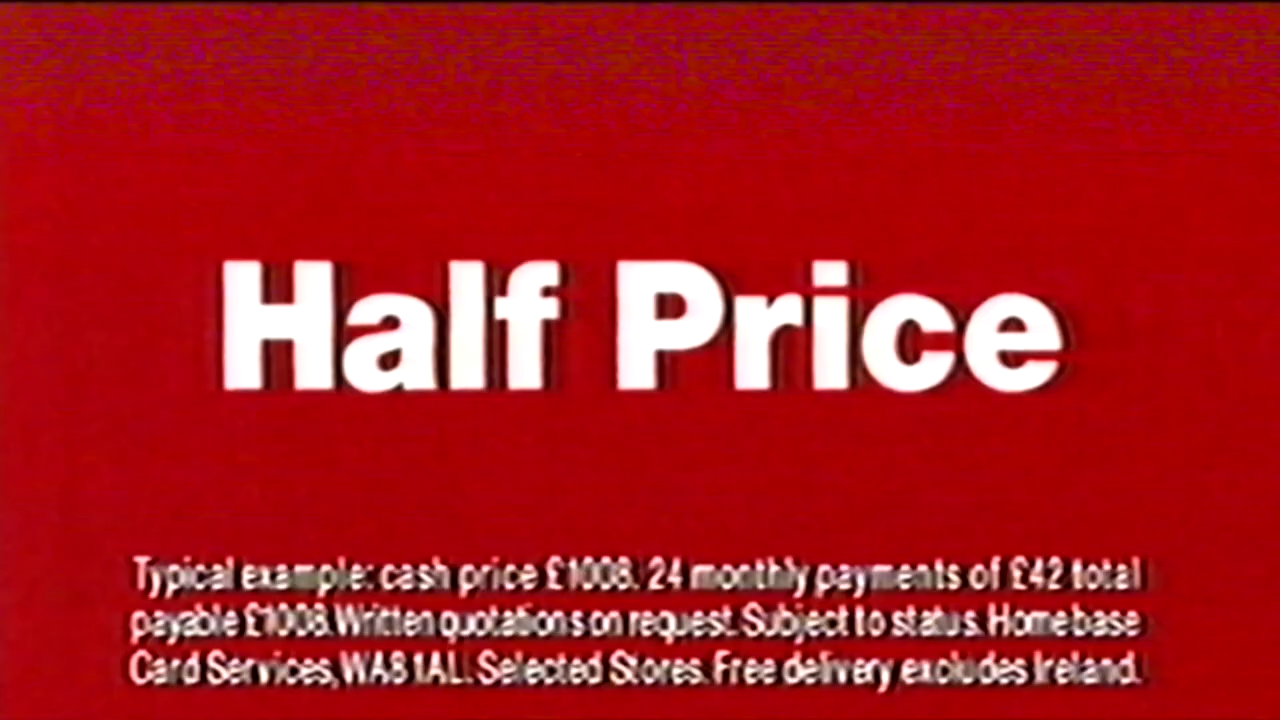 Half Price
Typical example: cash price £1008. 24 monthly payments of £42 total
payable £1008. Written quotations on request. Subject to status. Homebase
Card Services, WA8 1AL. Selected Stores. Free delivery excludes Ireland.